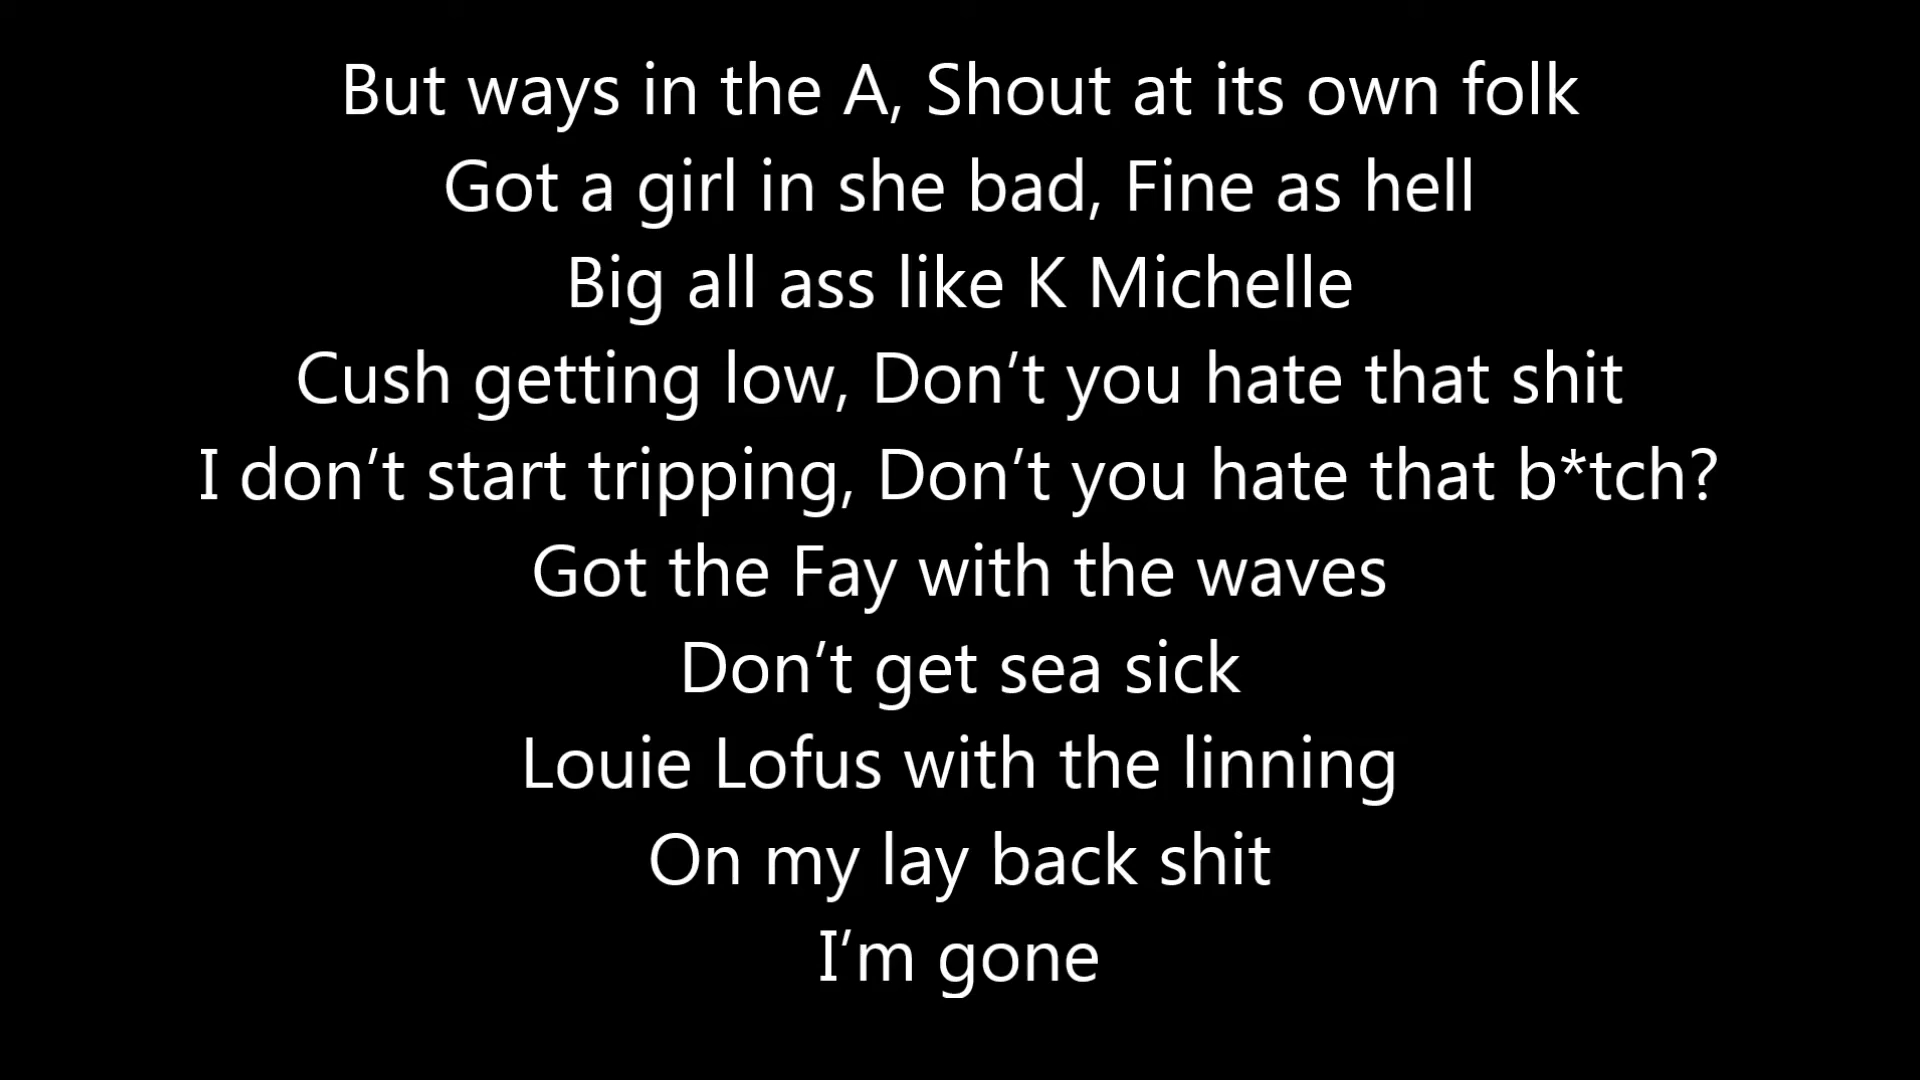 But ways in the A, Shout at its own folk
Got a girl in she bad, Fine as hell
Big all ass like K Michelle
Cush getting low, Don’t you hate that shit
I don’t start tripping, Don’t you hate that b*tch?
Got the Fay with the waves
Don’t get sea sick
Louie Lofus with the linning
On my lay back shit
I’m gone